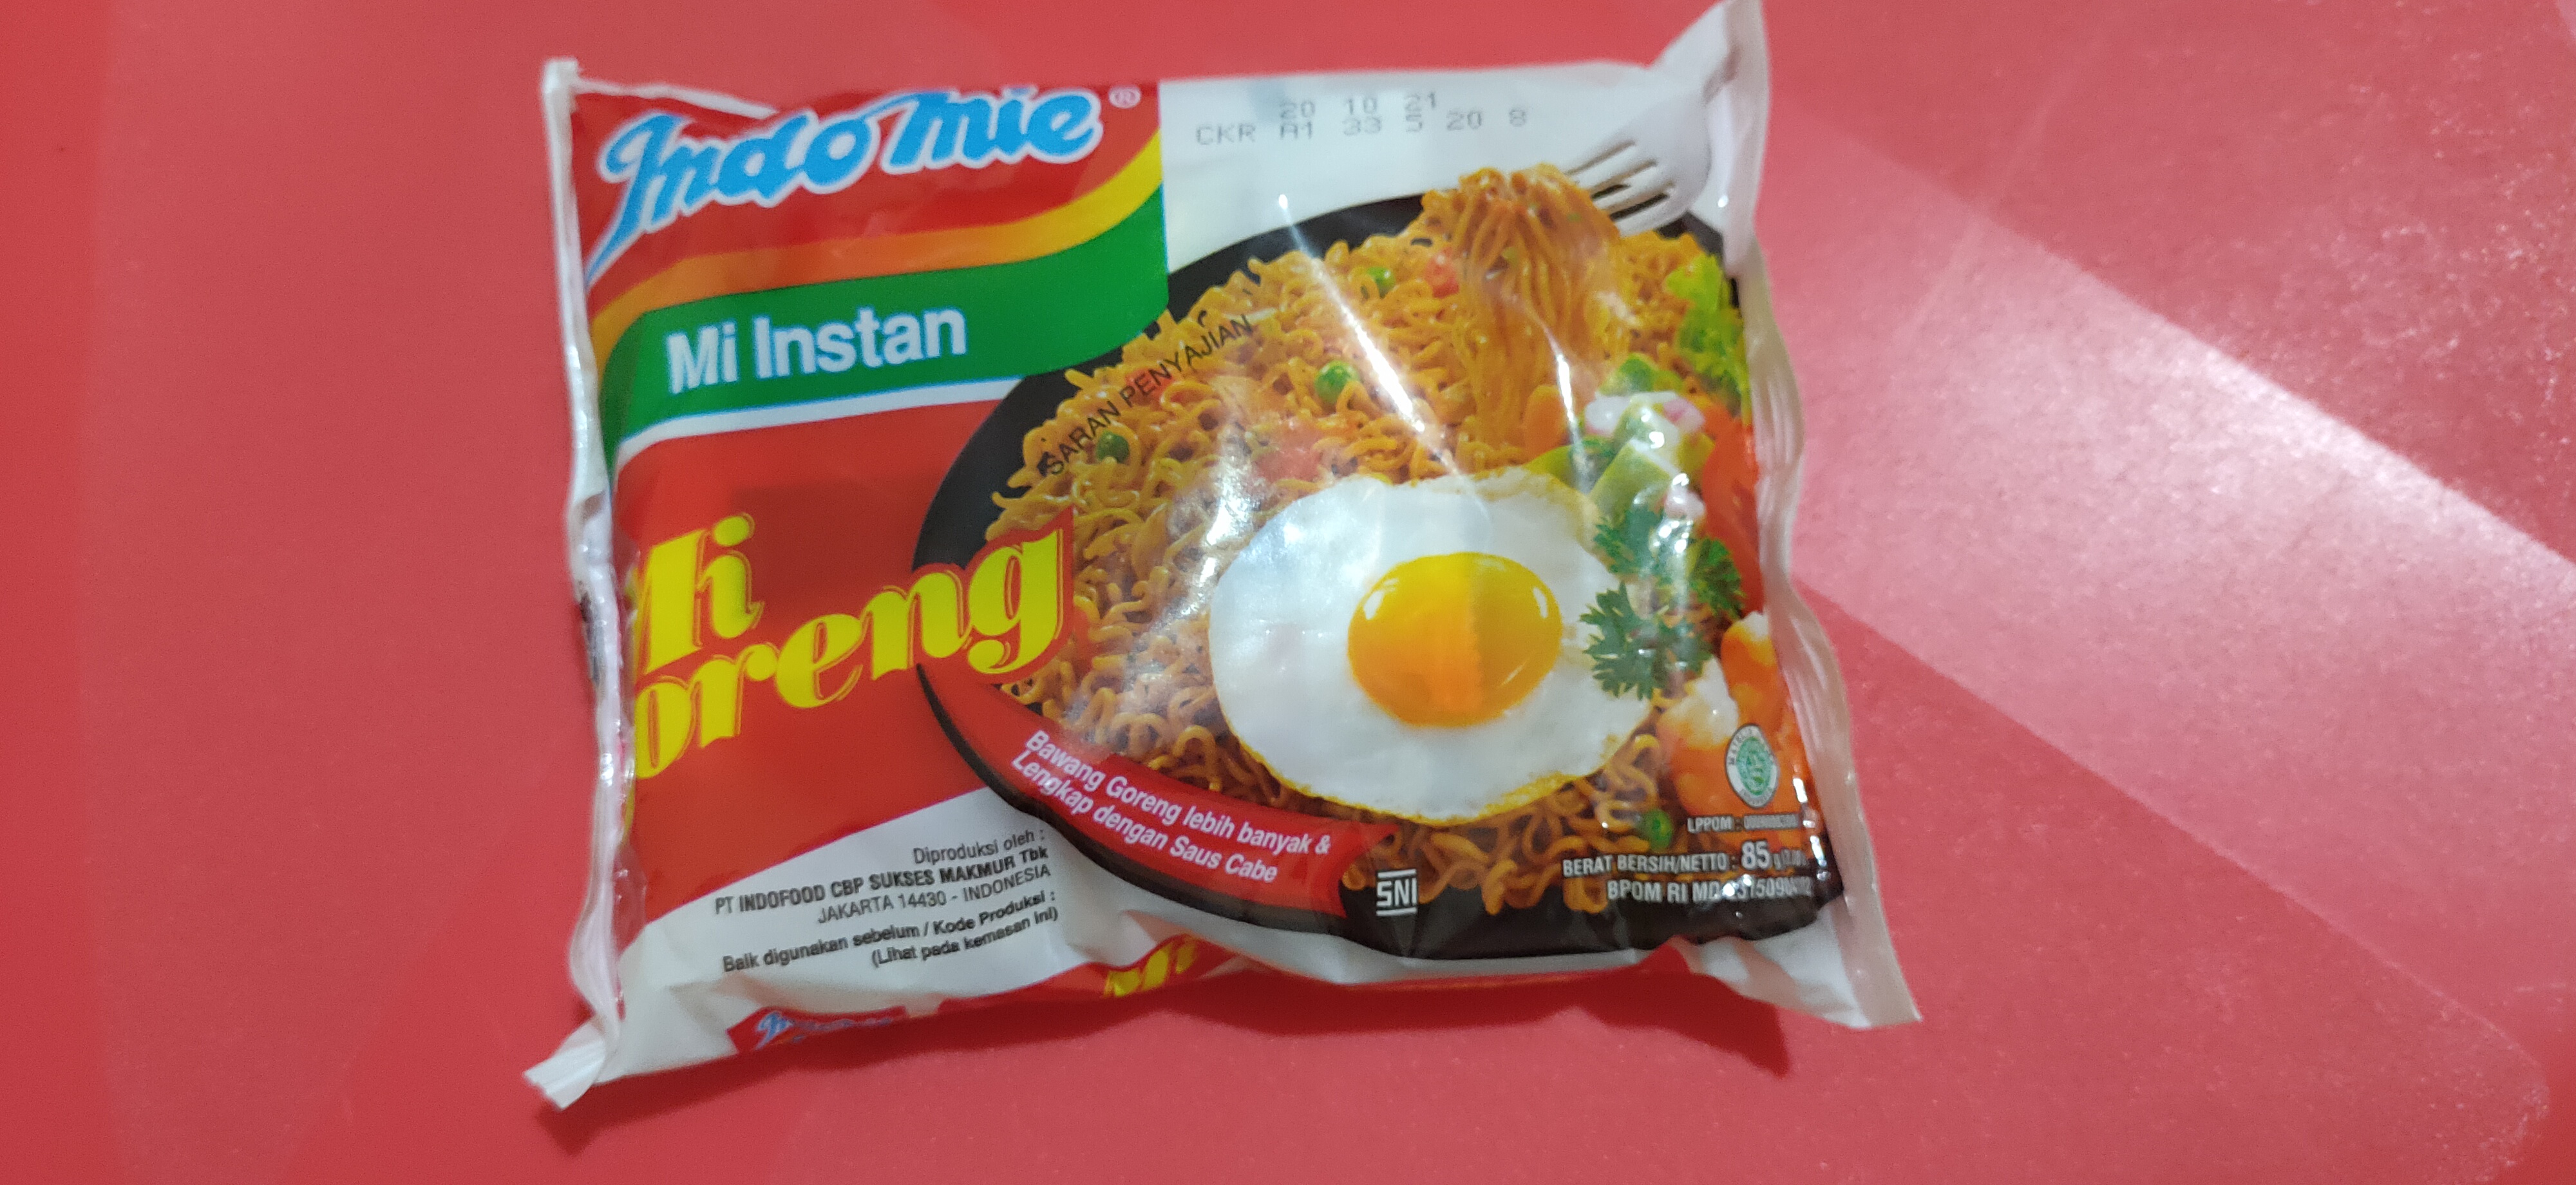 Indomie®
20 10 21
CKR A1 33 5 20 8
Mi Instan
SARAN PENYAJIAN
Mi
oreng
Bawang Goreng lebih banyak &
Lengkap dengan Saus Cabe
Diproduksi oleh :
PT INDOFOOD CBP SUKSES MAKMUR Tbk
JAKARTA 14430 - INDONESIA
Baik digunakan sebelum / Kode Produksi :
(Lihat pada kemasan ini)
SNI
LPPOM :
BERAT BERSIH/NETTO : 85 g
BPOM RI MD
Mi